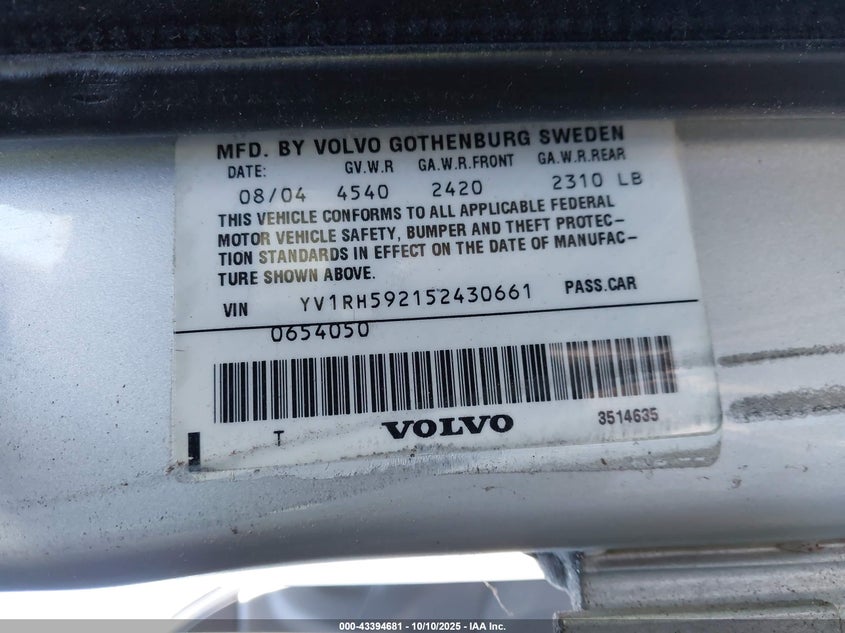 MFD. BY VOLVO GOTHENBURG SWEDEN
DATE: GV.W.R GA.W.R.FRONT GA.W.R.REAR
08/04 4540 2420 2310 LB
THIS VEHICLE CONFORMS TO ALL APPLICABLE FEDERAL
MOTOR VEHICLE SAFETY, BUMPER AND THEFT PROTEC-
TION STANDARDS IN EFFECT ON THE DATE OF MANUFAC-
TURE SHOWN ABOVE.
VIN YV1RH592152430661 PASS.CAR
0654050
T VOLVO 3514635
000-43394681 - 10/10/2025 - IAA Inc.